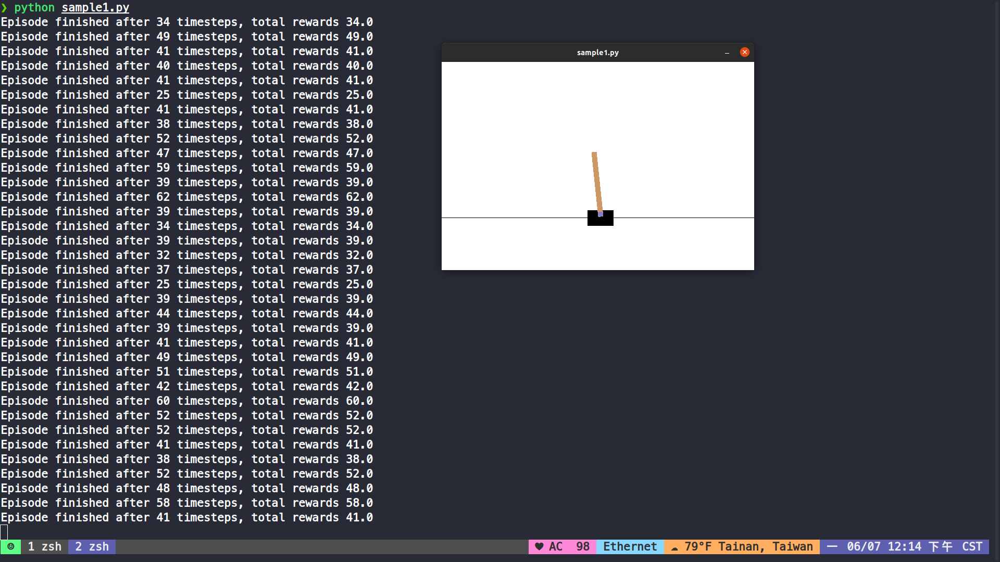 ❯ python sample1.py
Episode finished after 34 timesteps, total rewards 34.0
Episode finished after 49 timesteps, total rewards 49.0
Episode finished after 41 timesteps, total rewards 41.0
Episode finished after 40 timesteps, total rewards 40.0
Episode finished after 41 timesteps, total rewards 41.0
Episode finished after 25 timesteps, total rewards 25.0
Episode finished after 41 timesteps, total rewards 41.0
Episode finished after 38 timesteps, total rewards 38.0
Episode finished after 52 timesteps, total rewards 52.0
Episode finished after 47 timesteps, total rewards 47.0
Episode finished after 59 timesteps, total rewards 59.0
Episode finished after 39 timesteps, total rewards 39.0
Episode finished after 62 timesteps, total rewards 62.0
Episode finished after 39 timesteps, total rewards 39.0
Episode finished after 34 timesteps, total rewards 34.0
Episode finished after 39 timesteps, total rewards 39.0
Episode finished after 32 timesteps, total rewards 32.0
Episode finished after 37 timesteps, total rewards 37.0
Episode finished after 25 timesteps, total rewards 25.0
Episode finished after 39 timesteps, total rewards 39.0
Episode finished after 44 timesteps, total rewards 44.0
Episode finished after 39 timesteps, total rewards 39.0
Episode finished after 41 timesteps, total rewards 41.0
Episode finished after 49 timesteps, total rewards 49.0
Episode finished after 51 timesteps, total rewards 51.0
Episode finished after 42 timesteps, total rewards 42.0
Episode finished after 60 timesteps, total rewards 60.0
Episode finished after 52 timesteps, total rewards 52.0
Episode finished after 52 timesteps, total rewards 52.0
Episode finished after 41 timesteps, total rewards 41.0
Episode finished after 38 timesteps, total rewards 38.0
Episode finished after 52 timesteps, total rewards 52.0
Episode finished after 48 timesteps, total rewards 48.0
Episode finished after 58 timesteps, total rewards 58.0
Episode finished after 41 timesteps, total rewards 41.0
sample1.py
☺ 1 zsh 2 zsh ♥ AC 98 Ethernet ☁ 79°F Tainan, Taiwan 一 06/07 12:14 下午 CST